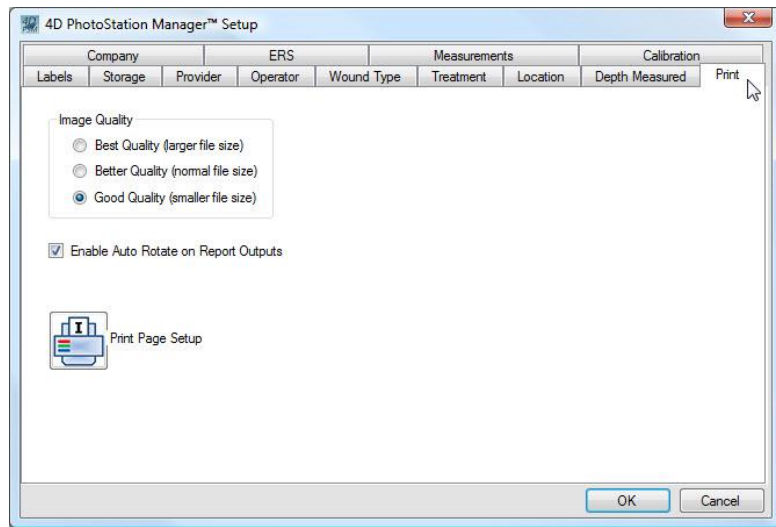 4D PhotoStation Manager™ Setup
Company ERS Measurements Calibration
Labels Storage Provider Operator Wound Type Treatment Location Depth Measured Print
Image Quality
Best Quality (larger file size)
Better Quality (normal file size)
Good Quality (smaller file size)
Enable Auto Rotate on Report Outputs
I
Print Page Setup
OK Cancel